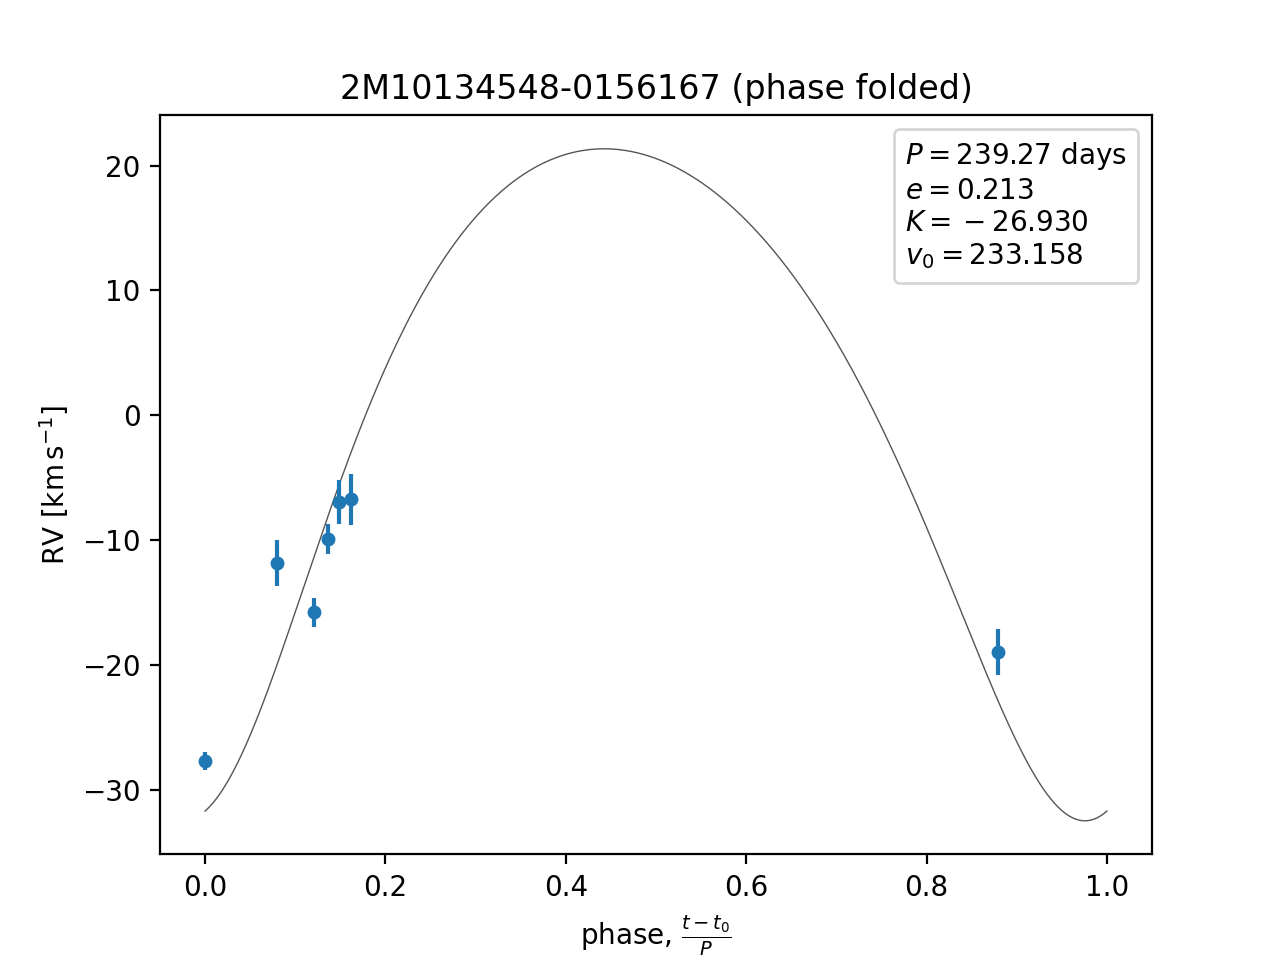 2M10134548-0156167 (phase folded)
P = 239.27 days
e = 0.213
K = −26.930
v₀ = 233.158
20
10
0
−10
−20
−30
RV [km s⁻¹]
0.0 0.2 0.4 0.6 0.8 1.0
phase, (t − t₀)/P